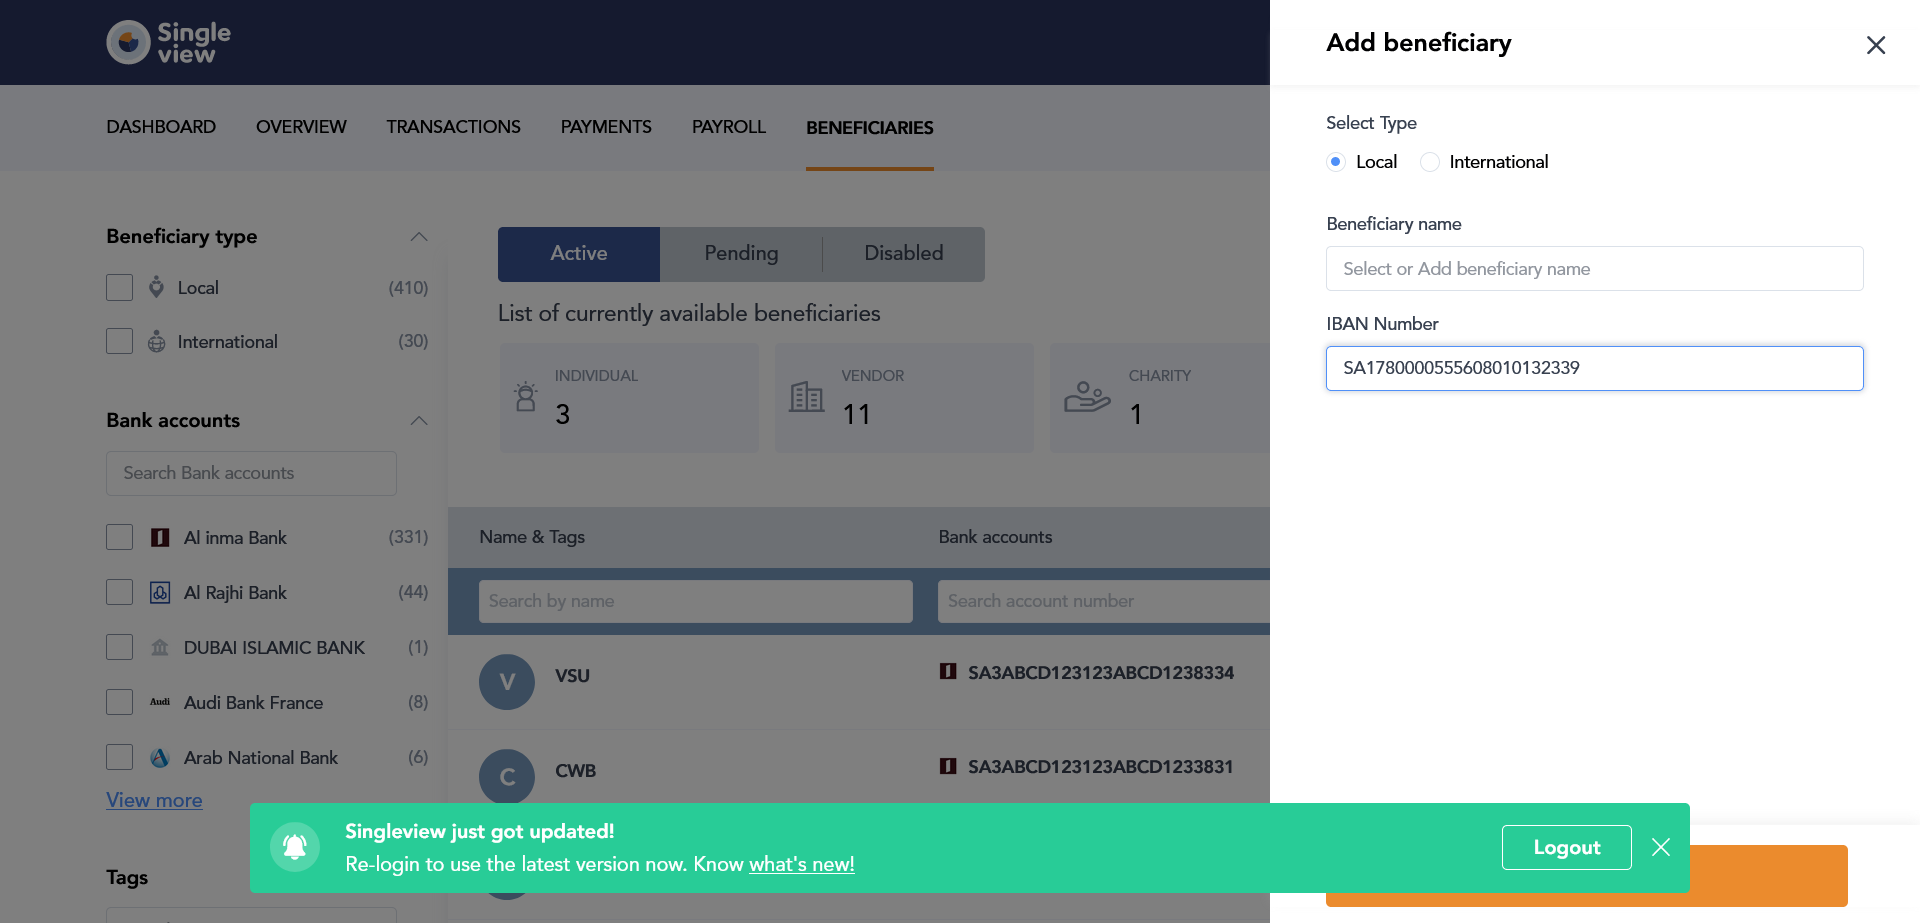 Single
view
DASHBOARD OVERVIEW TRANSACTIONS PAYMENTS PAYROLL BENEFICIARIES
Beneficiary type
Local (410)
International (30)
Bank accounts
Search Bank accounts
Al inma Bank (331)
Al Rajhi Bank (44)
DUBAI ISLAMIC BANK (1)
Audi Audi Bank France (8)
Arab National Bank (6)
View more
Tags
Active Pending Disabled
List of currently available beneficiaries
INDIVIDUAL
3
VENDOR
11
CHARITY
1
Name & Tags Bank accounts
Search by name Search account number
V VSU SA3ABCD123123ABCD1238334
C CWB SA3ABCD123123ABCD1233831
Add beneficiary
Select Type
Local International
Beneficiary name
Select or Add beneficiary name
IBAN Number
SA1780000555608010132339
Singleview just got updated!
Re-login to use the latest version now. Know what's new!
Logout